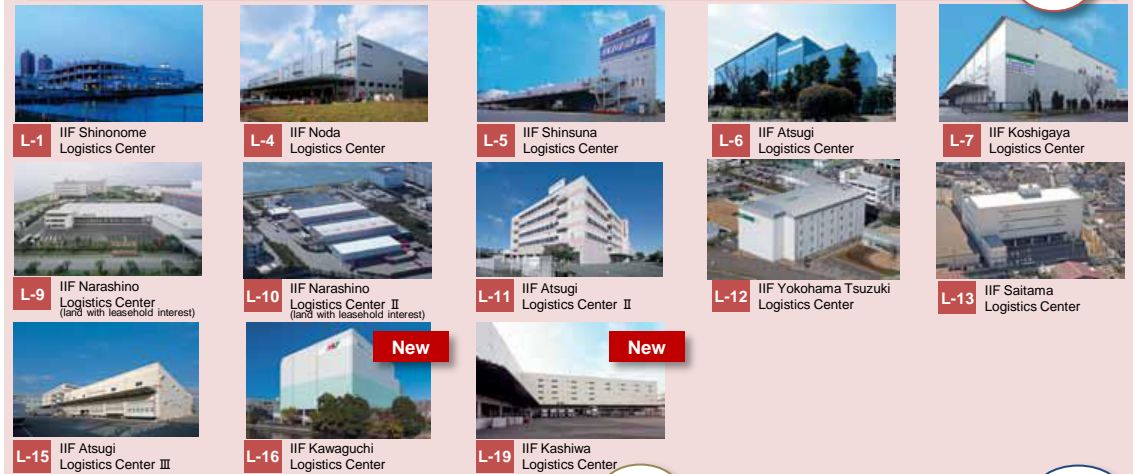 L-1
IIF Shinonome
Logistics Center
L-4
IIF Noda
Logistics Center
L-5
IIF Shinsuna
Logistics Center
L-6
IIF Atsugi
Logistics Center
L-7
IIF Koshigaya
Logistics Center
L-9
IIF Narashino
Logistics Center
(land with leasehold interest)
L-10
IIF Narashino
Logistics Center Ⅱ
(land with leasehold interest)
L-11
IIF Atsugi
Logistics Center Ⅱ
L-12
IIF Yokohama Tsuzuki
Logistics Center
L-13
IIF Saitama
Logistics Center
L-15
IIF Atsugi
Logistics Center Ⅲ
New
L-16
IIF Kawaguchi
Logistics Center
New
L-19
IIF Kashiwa
Logistics Center